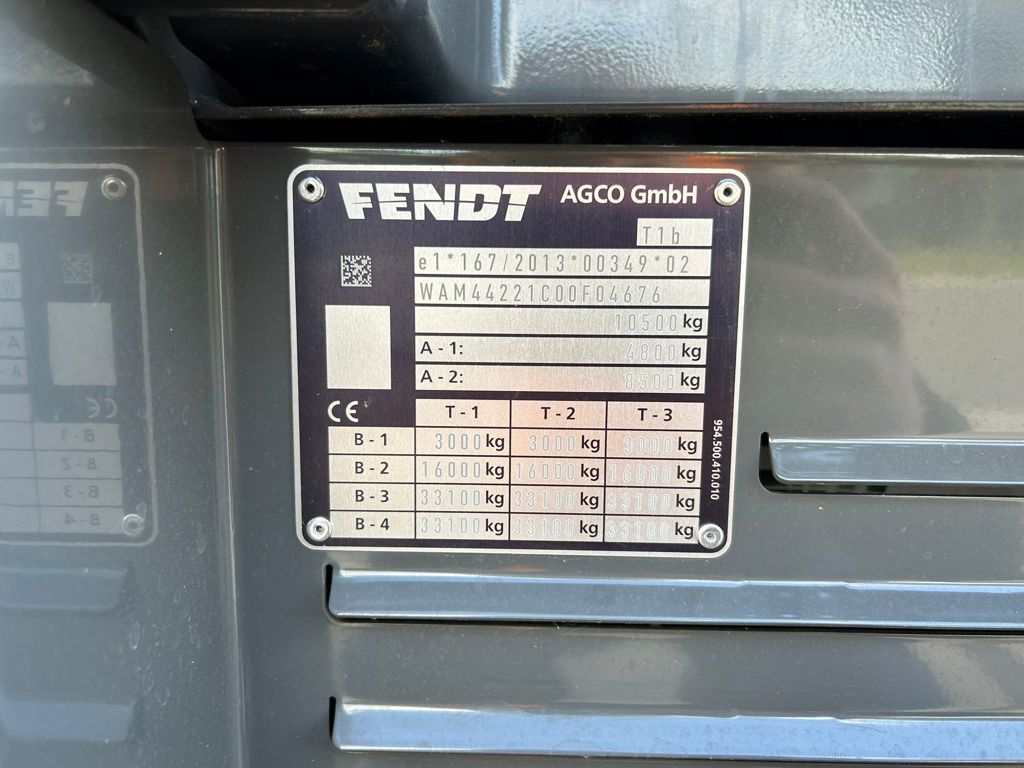 FENDT AGCO GmbH
T1b
e1*167/2013*00349*02
WAM44221C00F04676
10500 kg
A - 1: 4800 kg
A - 2: 8500 kg
CE T - 1 T - 2 T - 3
B - 1 3000 kg 3000 kg 3000 kg
B - 2 16000 kg 16000 kg 16000 kg
B - 3 33100 kg 33100 kg 33100 kg
B - 4 33100 kg 33100 kg 33100 kg
954.500.410.010